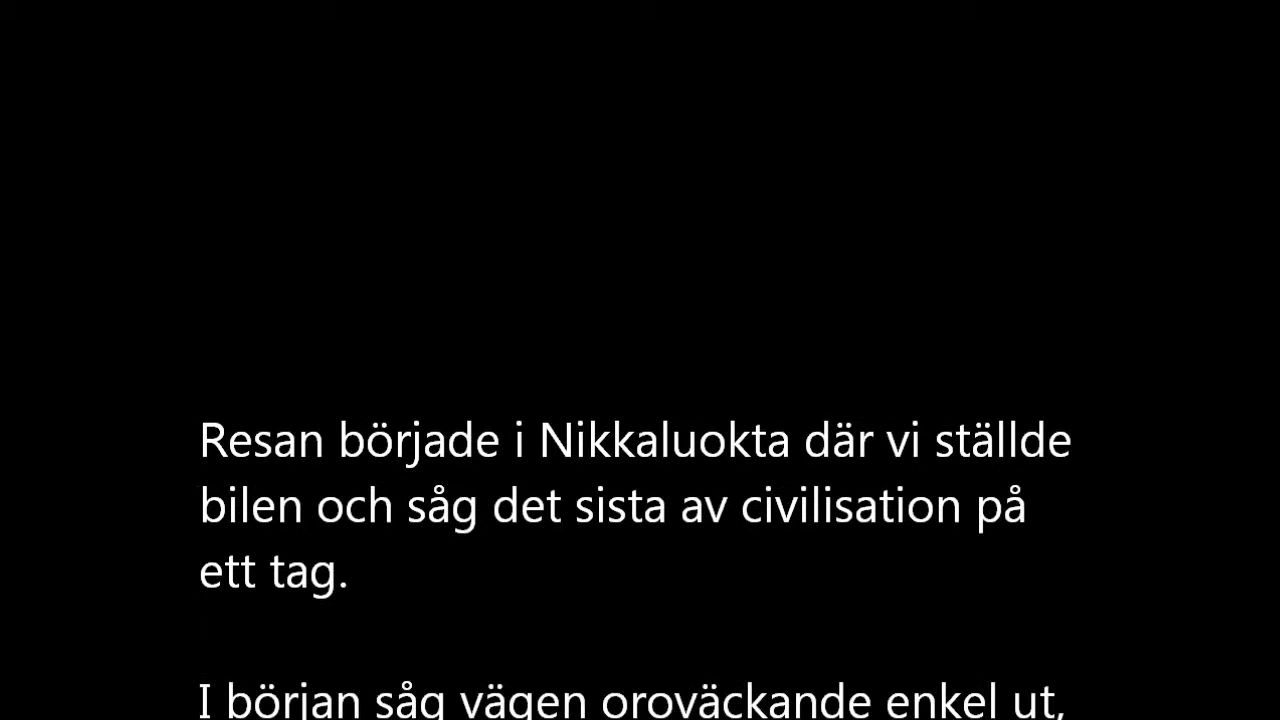 Resan började i Nikkaluokta där vi ställde
bilen och såg det sista av civilisation på
ett tag.
I början såg vägen oroväckande enkel ut,